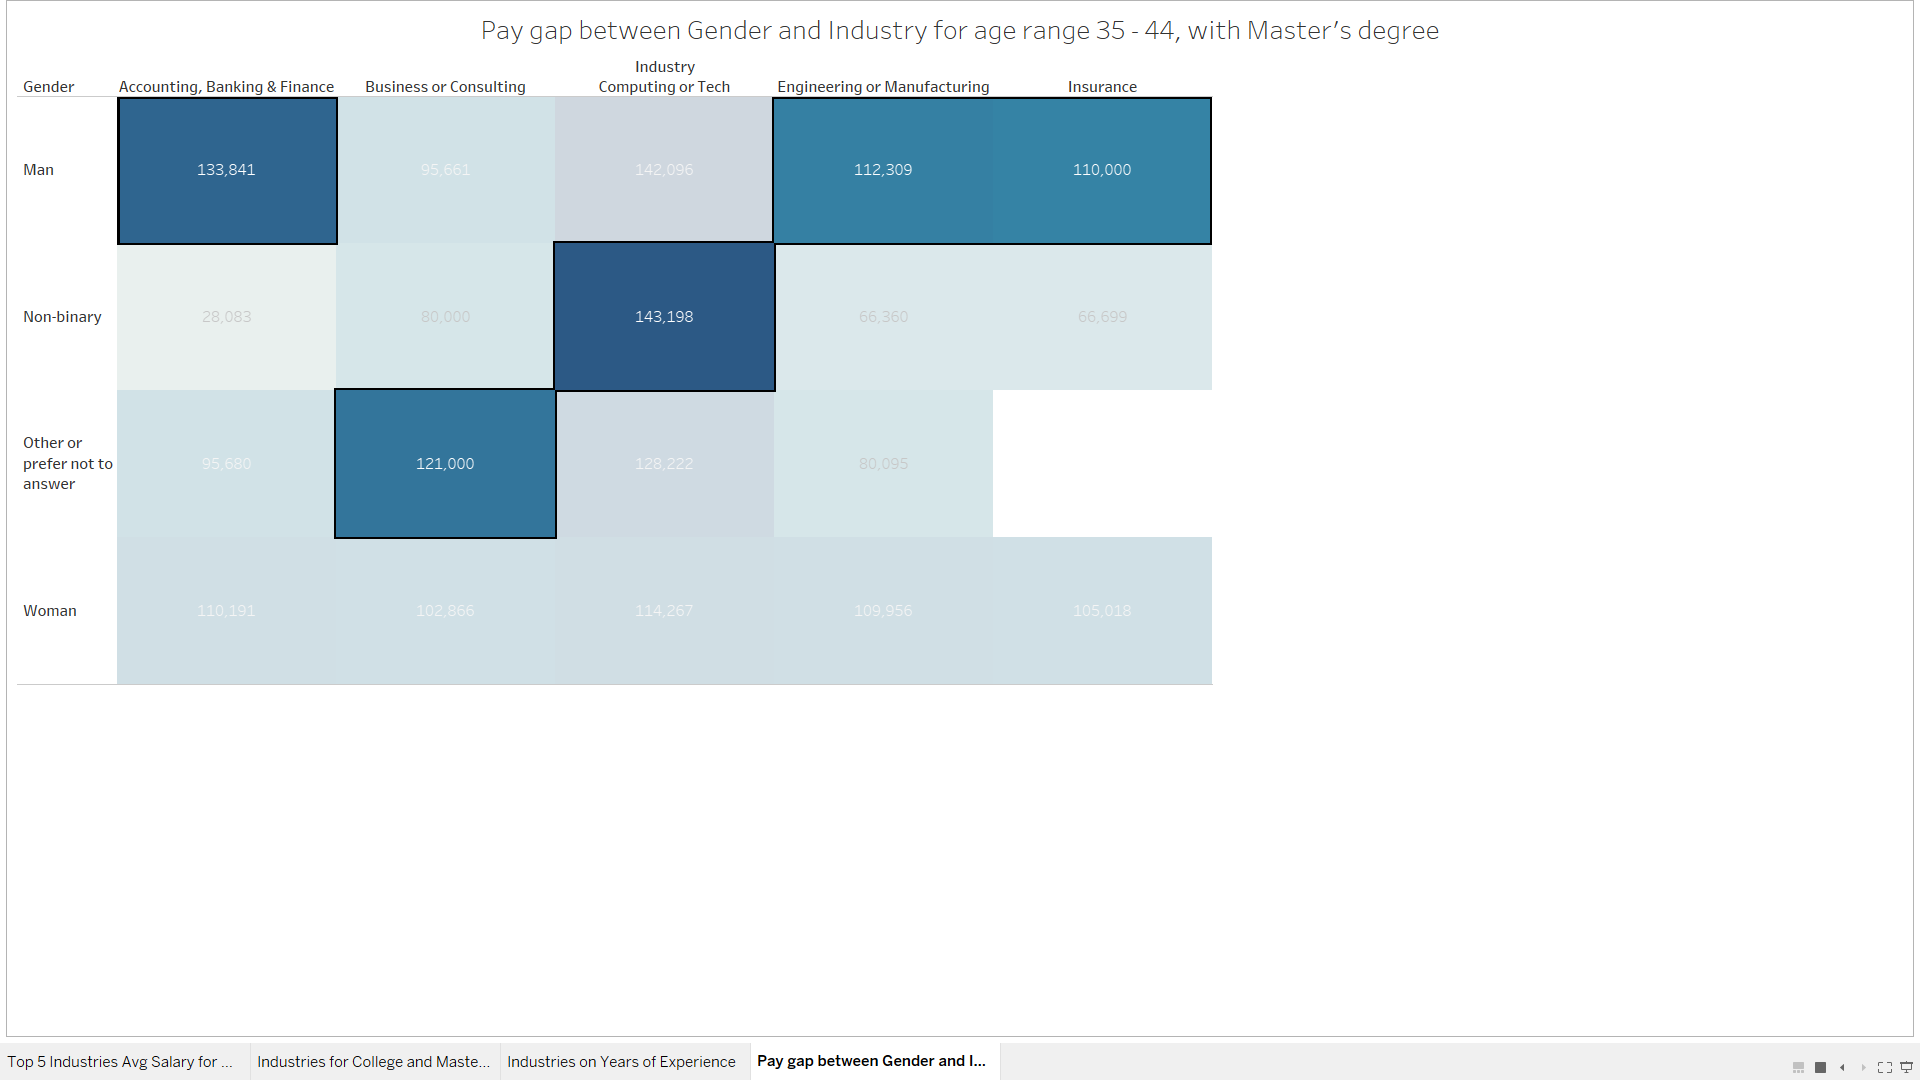 Pay gap between Gender and Industry for age range 35 - 44, with Master's degree
Industry
Gender Accounting, Banking & Finance Business or Consulting Computing or Tech Engineering or Manufacturing Insurance
Man 133,841 95,661 142,096 112,309 110,000
Non-binary 28,083 80,000 143,198 66,360 66,699
Other or
prefer not to 95,680 121,000 128,222 80,095
answer
Woman 110,191 102,866 114,267 109,956 105,018
Top 5 Industries Avg Salary for ... Industries for College and Maste... Industries on Years of Experience Pay gap between Gender and I...